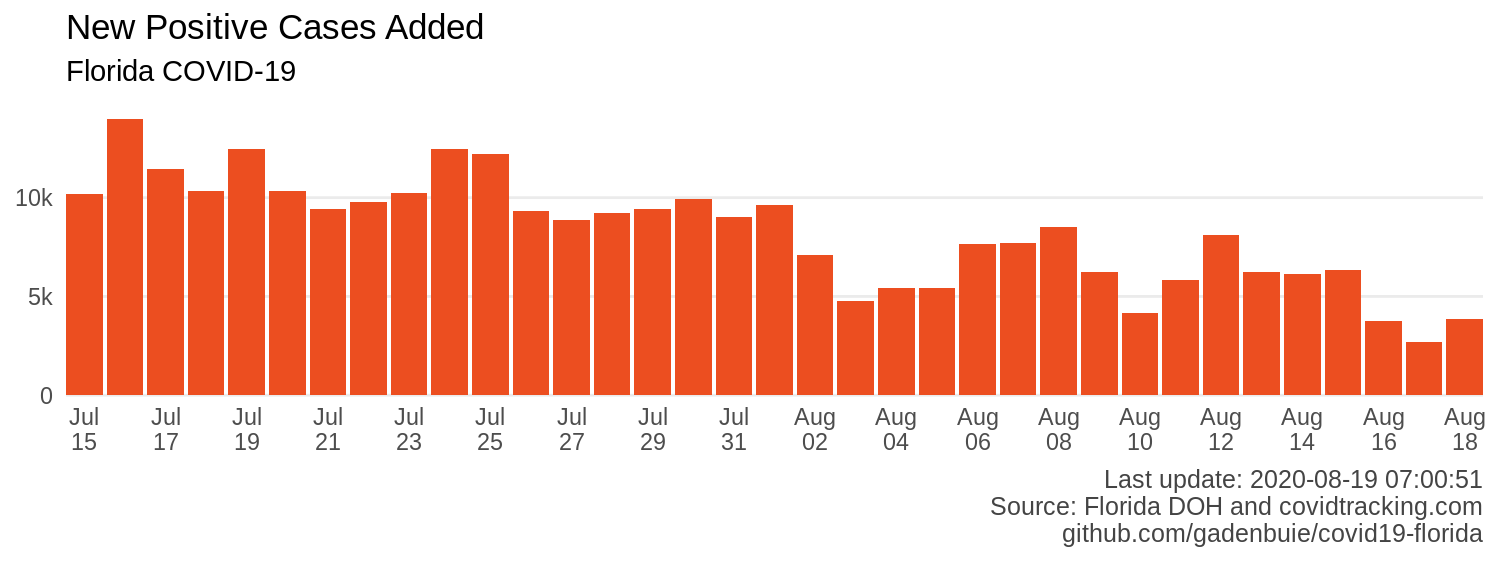 New Positive Cases Added
Florida COVID-19
10k
5k
0
Jul Jul Jul Jul Jul Jul Jul Jul Jul Aug Aug Aug Aug Aug Aug Aug Aug Aug
15 17 19 21 23 25 27 29 31 02 04 06 08 10 12 14 16 18
Last update: 2020-08-19 07:00:51
Source: Florida DOH and covidtracking.com
github.com/gadenbuie/covid19-florida